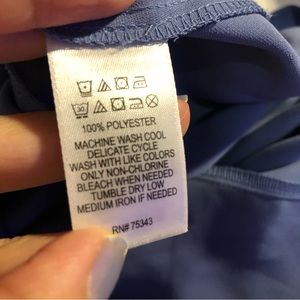 30
100% POLYESTER
MACHINE WASH COOL
DELICATE CYCLE
WASH WITH LIKE COLORS
ONLY NON-CHLORINE
BLEACH WHEN NEEDED
TUMBLE DRY LOW
MEDIUM IRON IF NEEDED
RN# 75343